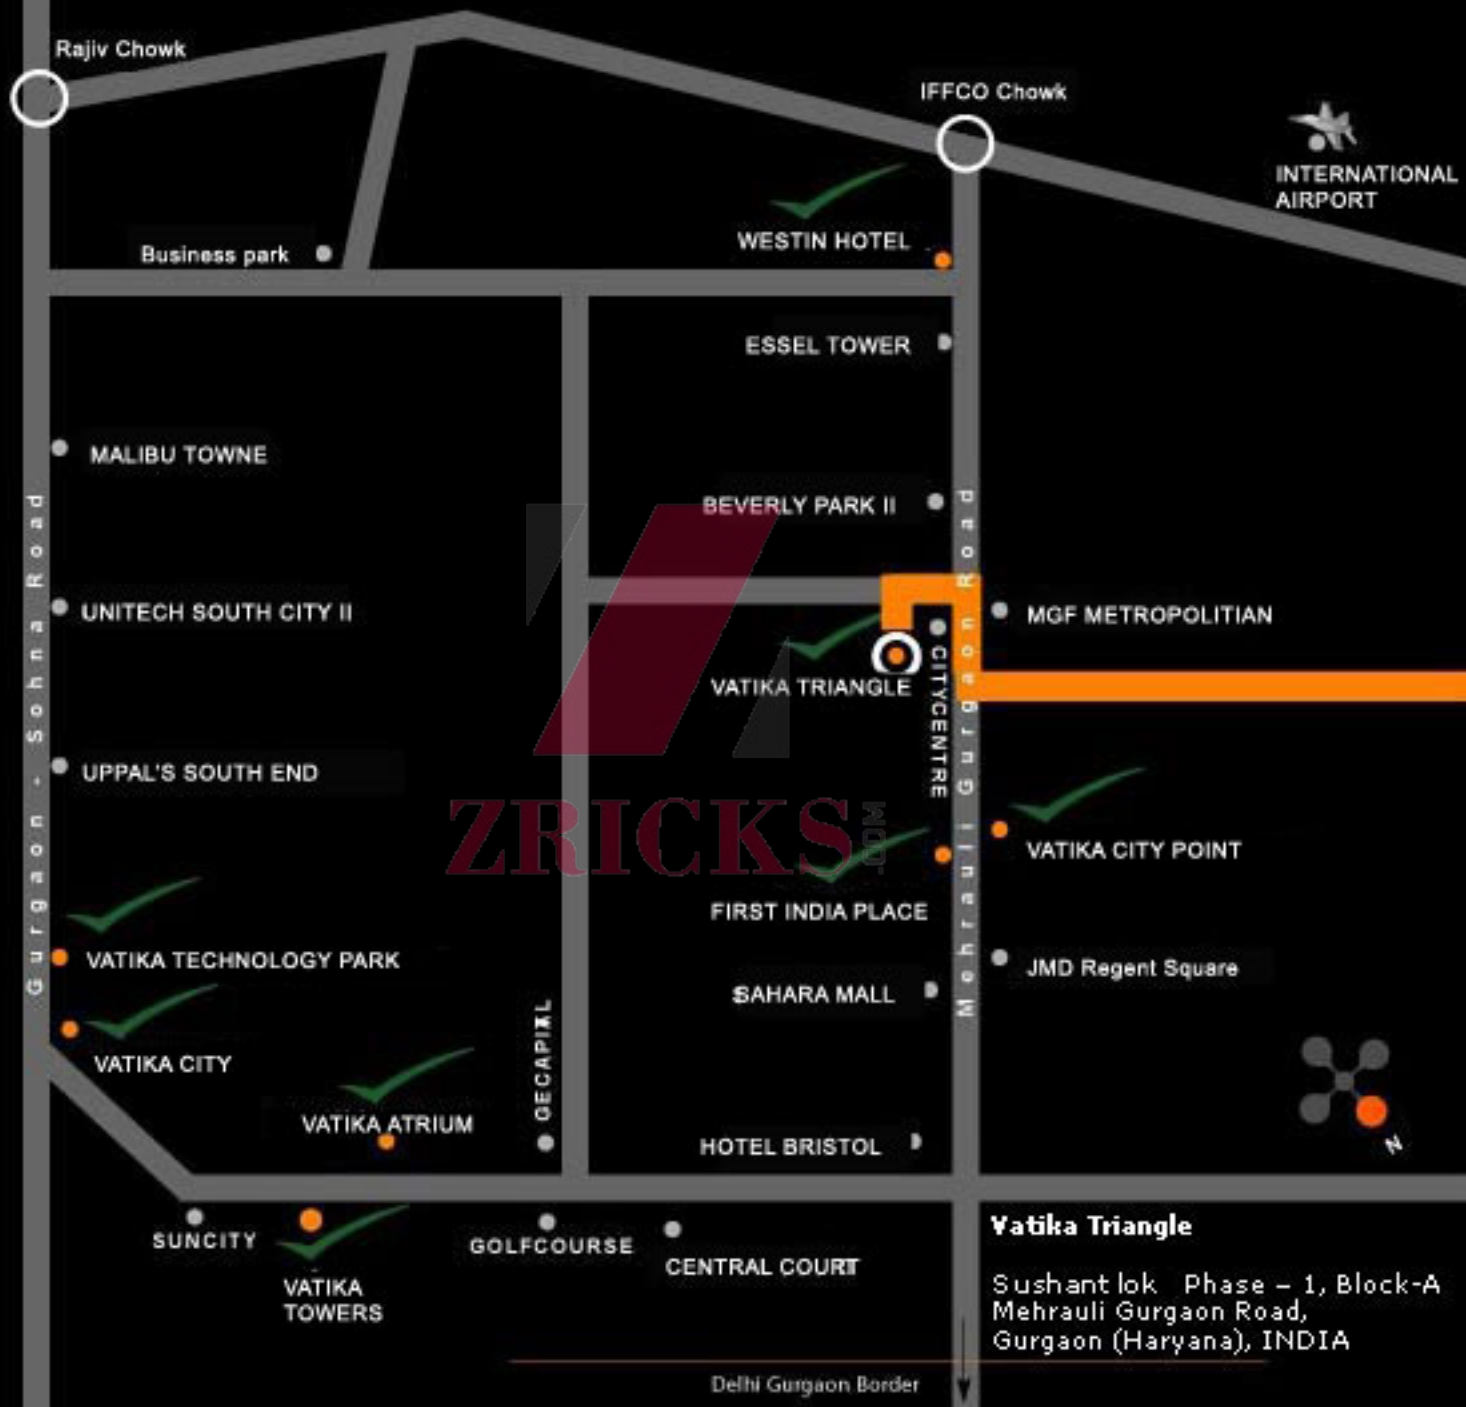 Rajiv Chowk
IFFCO Chowk
INTERNATIONAL
AIRPORT
WESTIN HOTEL
Business park
ESSEL TOWER
MALIBU TOWNE
BEVERLY PARK II
UNITECH SOUTH CITY II
MGF METROPOLITIAN
VATIKA TRIANGLE
CITYCENTRE
Gurgaon - Sohna Road
Mehrauli Gurgaon Road
UPPAL'S SOUTH END
ZRICKS
.COM
VATIKA CITY POINT
FIRST INDIA PLACE
VATIKA TECHNOLOGY PARK
JMD Regent Square
SAHARA MALL
VATIKA CITY
VATIKA ATRIUM
HOTEL BRISTOL
N
SUNCITY
GOLFCOURSE
CENTRAL COURT
VATIKA
TOWERS
Vatika Triangle
Sushant lok Phase – 1, Block-A
Mehrauli Gurgaon Road,
Gurgaon (Haryana), INDIA
Delhi Gurgaon Border